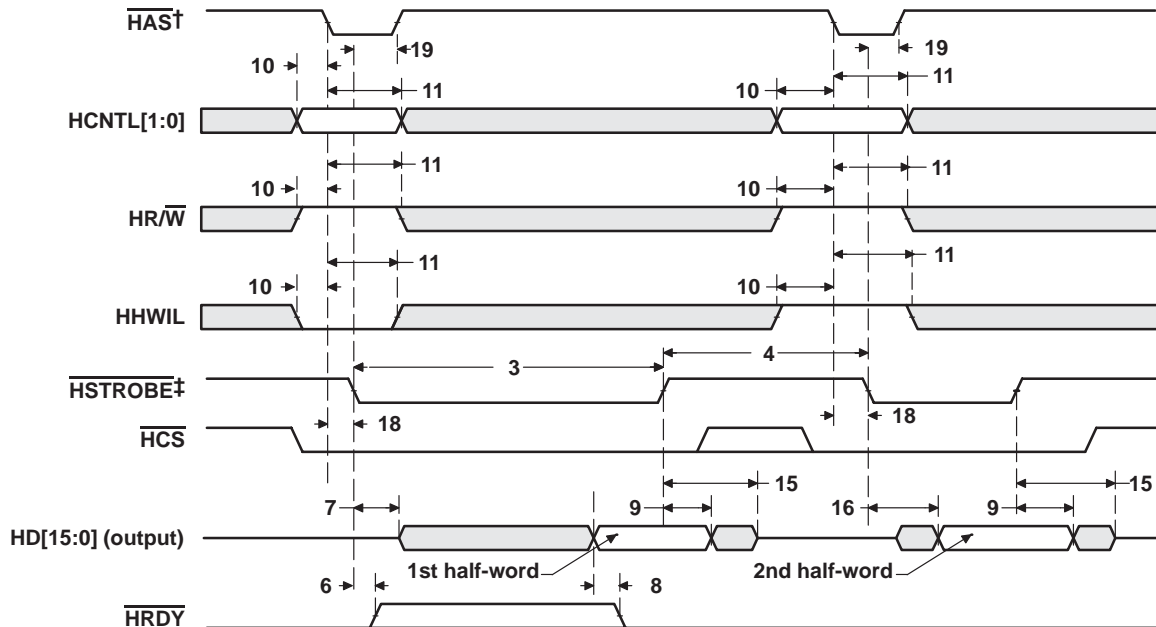 HAS†
19
19
10
11
10
11
HCNTL[1:0]
11
11
10
10
HR/W
11
11
10
10
HHWIL
3
4
HSTROBE‡
18
18
HCS
15
15
7
9
16
9
HD[15:0] (output)
1st half-word
2nd half-word
6
8
HRDY